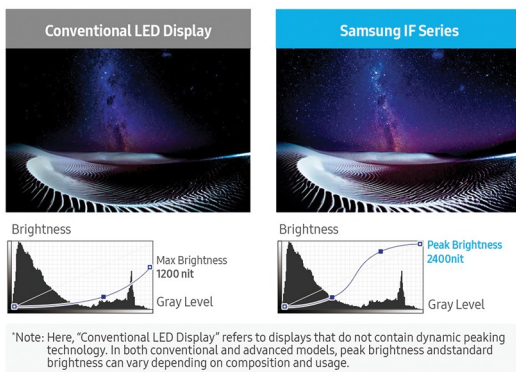 Conventional LED Display
Samsung IF Series
Brightness
Max Brightness
1200 nit
Gray Level
Brightness
Peak Brightness
2400nit
Gray Level
*Note: Here, "Conventional LED Display" refers to displays that do not contain dynamic peaking
technology. In both conventional and advanced models, peak brightness andstandard
brightness can vary depending on composition and usage.